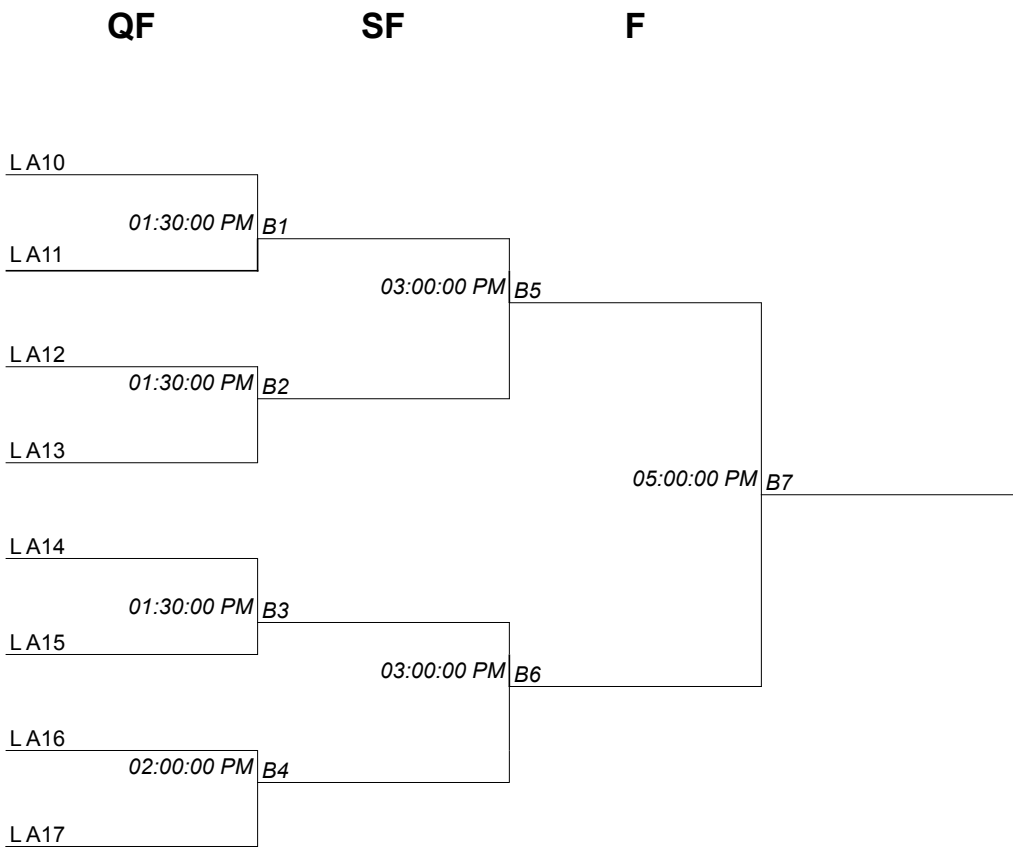 QF SF F
L A10
01:30:00 PM B1
L A11
03:00:00 PM B5
L A12
01:30:00 PM B2
L A13
05:00:00 PM B7
L A14
01:30:00 PM B3
L A15
03:00:00 PM B6
L A16
02:00:00 PM B4
L A17